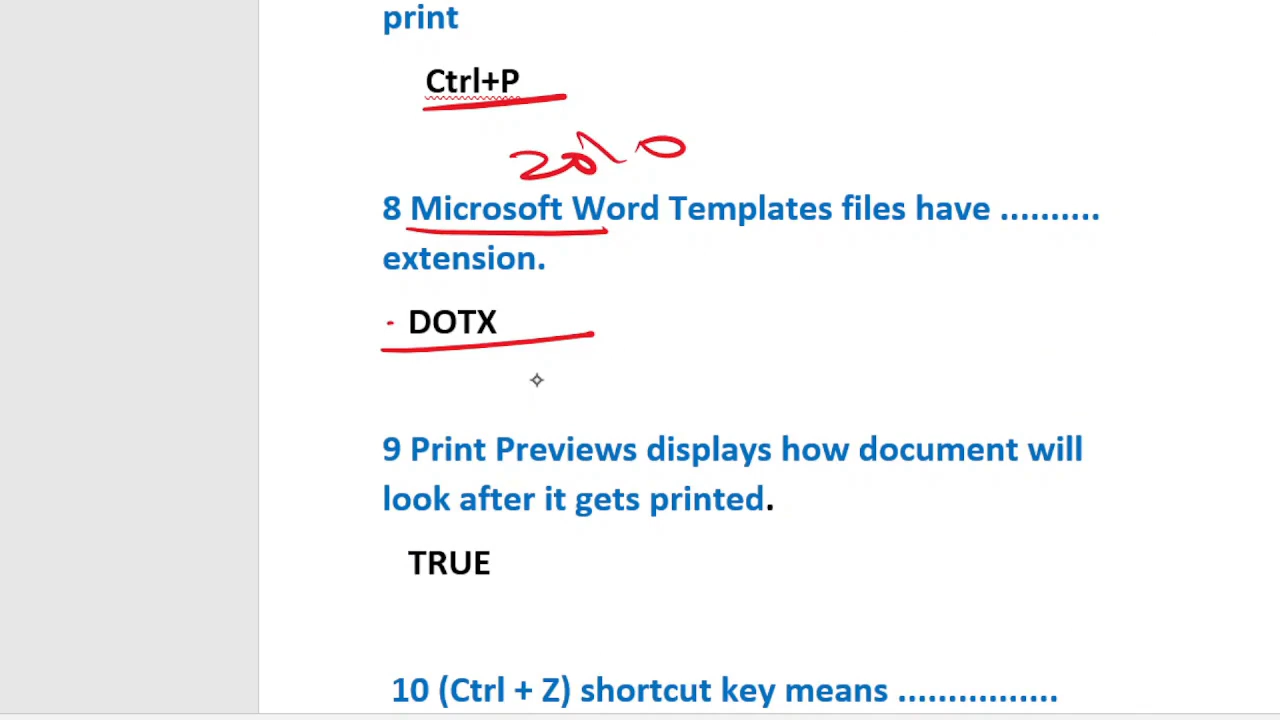 print
Ctrl+P
2010
8 Microsoft Word Templates files have ..........
extension.
DOTX
9 Print Previews displays how document will
look after it gets printed.
TRUE
10 (Ctrl + Z) shortcut key means ................